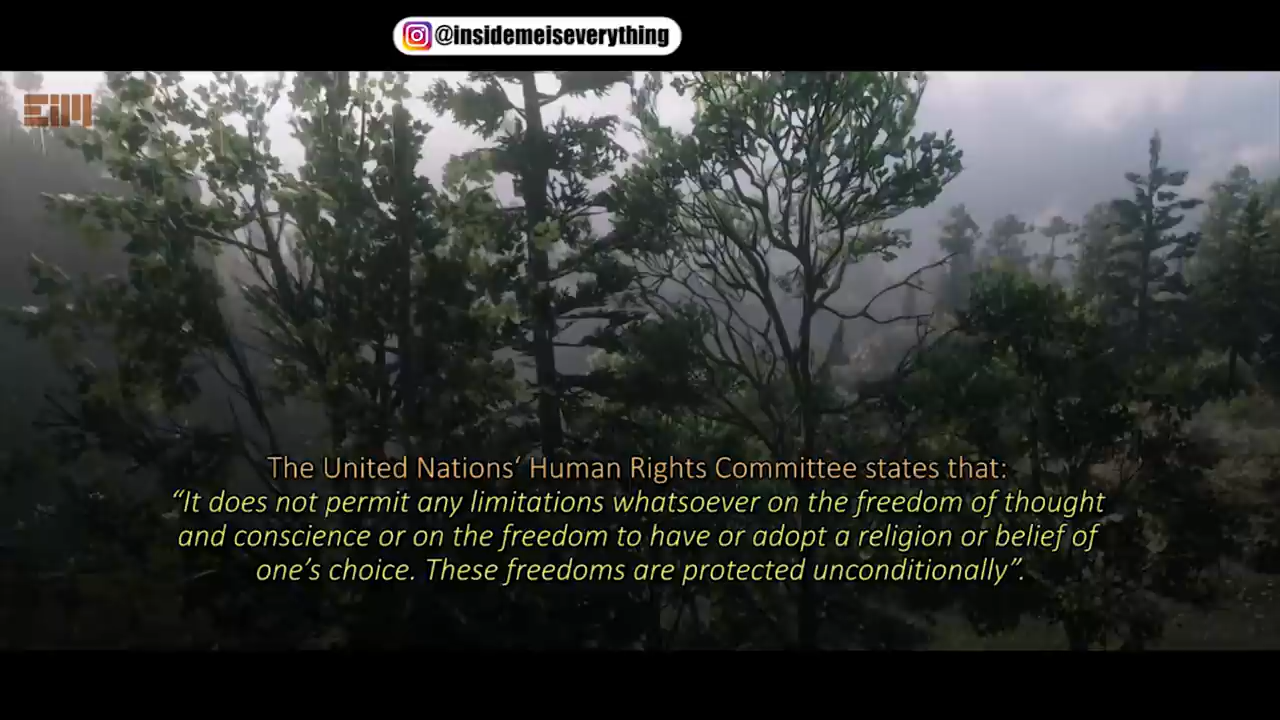 @insidemeiseverything
EiM
The United Nations‘ Human Rights Committee states that:
“It does not permit any limitations whatsoever on the freedom of thought
and conscience or on the freedom to have or adopt a religion or belief of
one’s choice. These freedoms are protected unconditionally”.